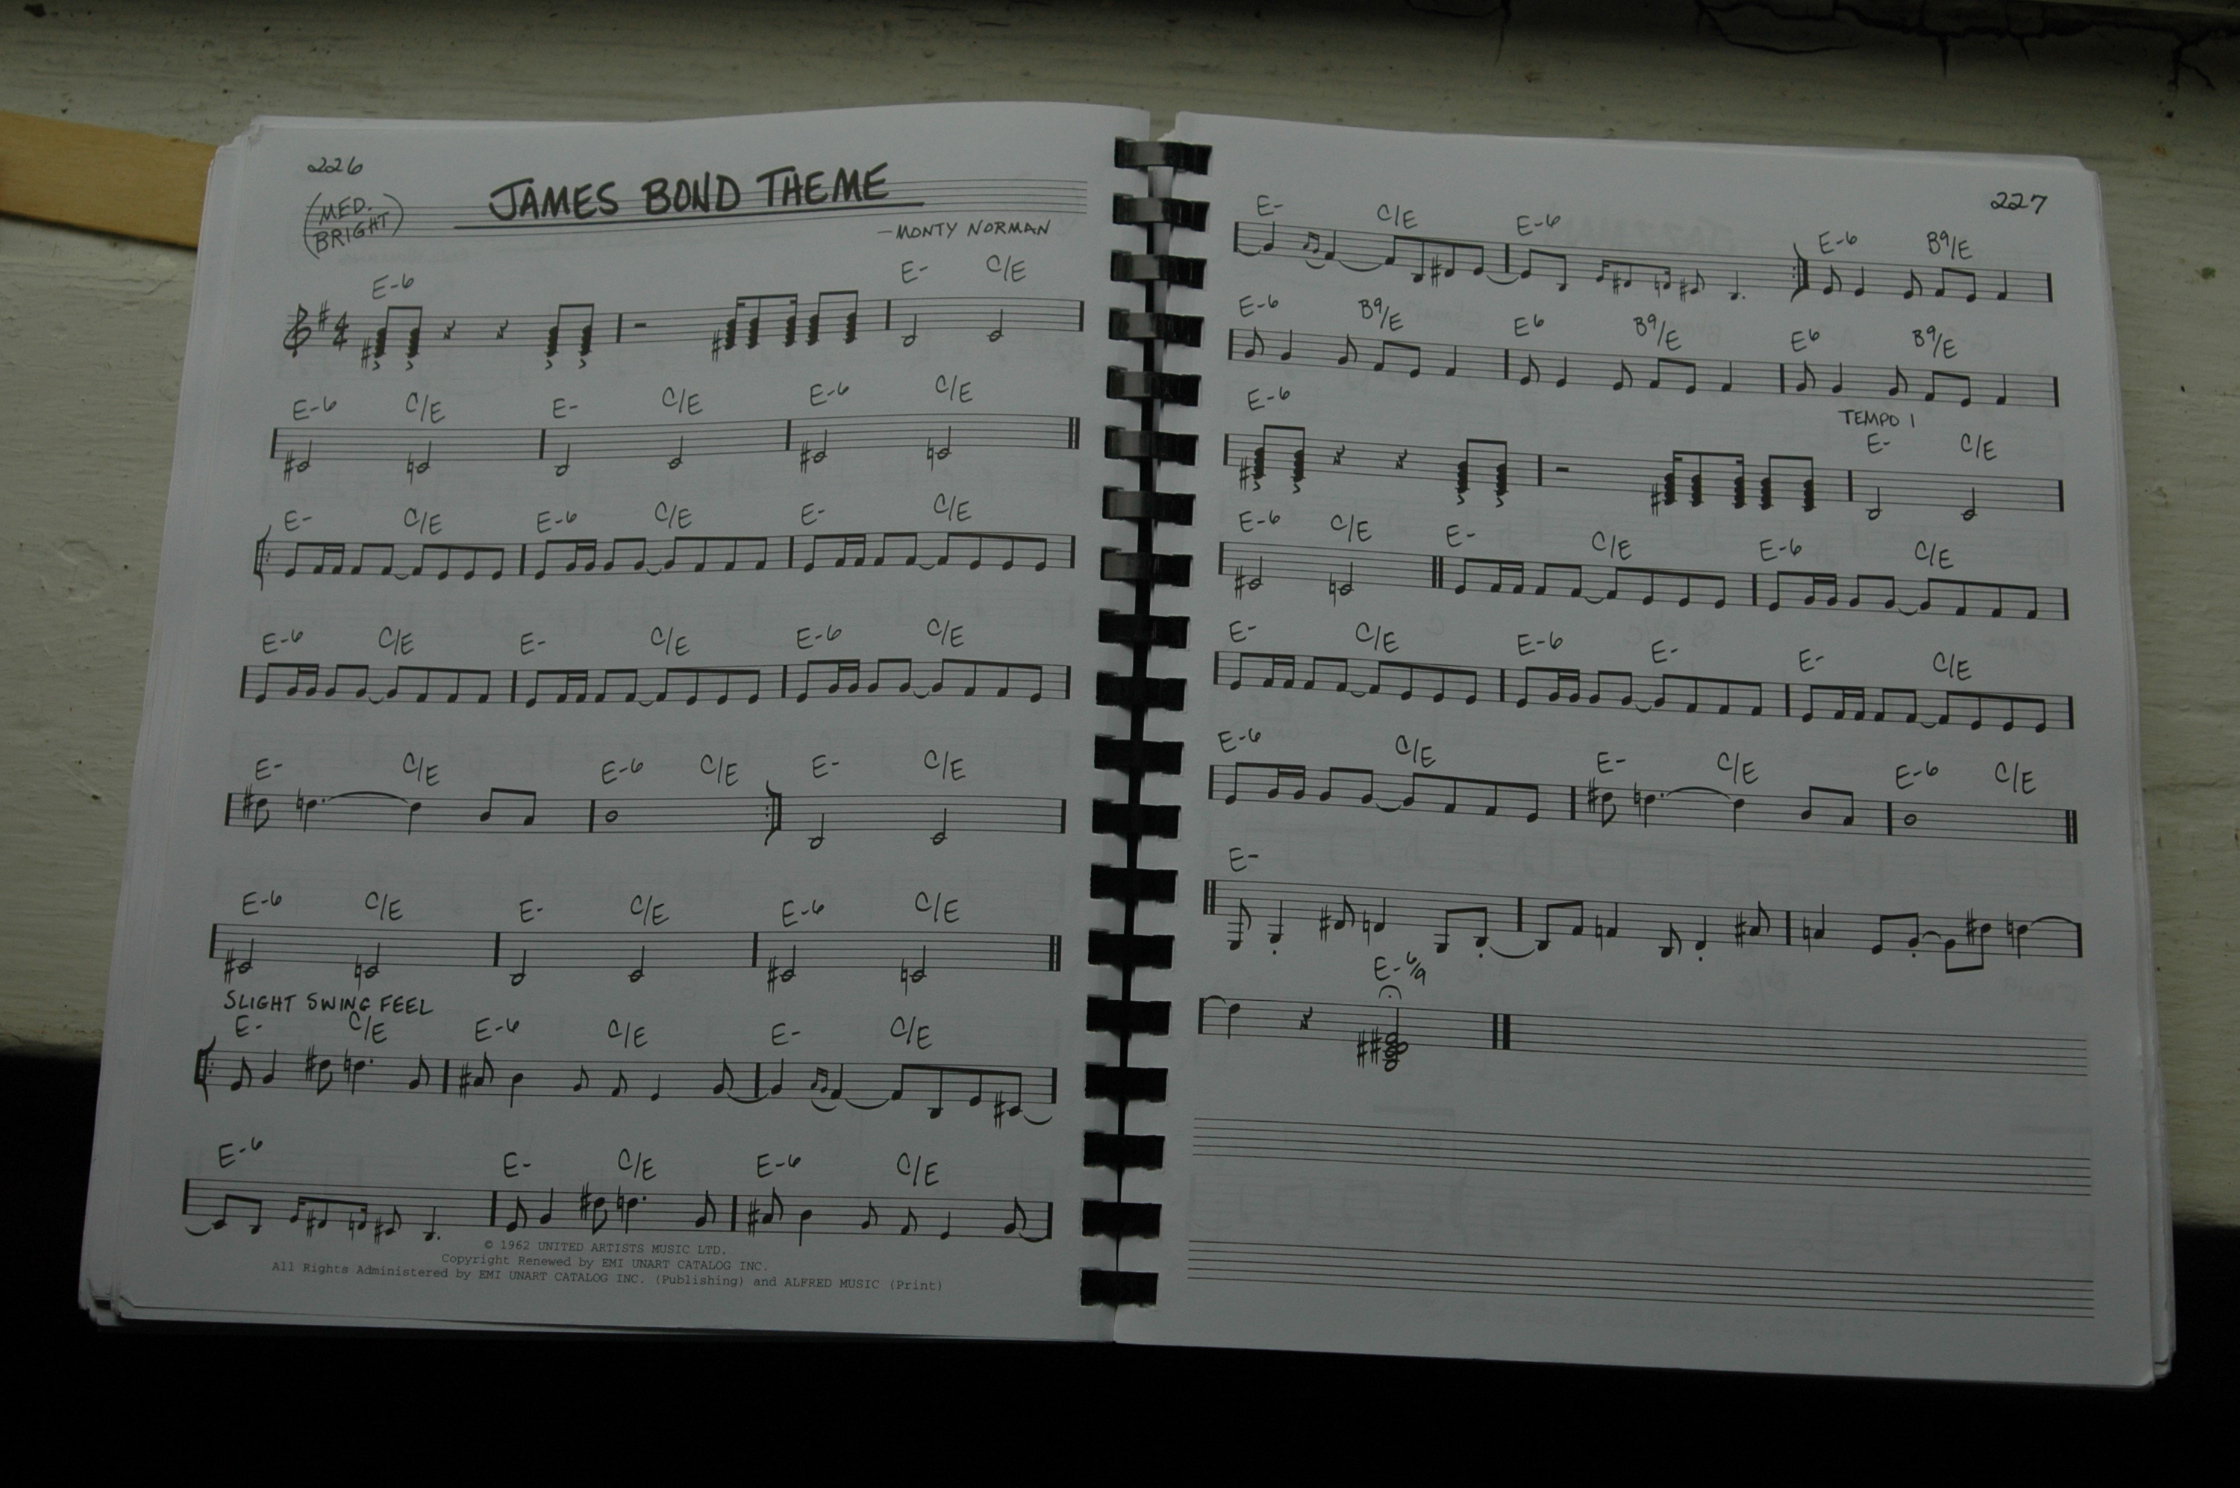 226
JAMES BOND THEME
(MED. BRIGHT)
—MONTY NORMAN
E-6 E- C/E
E-6 C/E E- C/E E-6 C/E
E- C/E E-6 C/E E- C/E
E-6 C/E E- C/E E-6 C/E
E- C/E E-6 C/E E- C/E
E-6 C/E E- C/E E-6 C/E
SLIGHT SWING FEEL
E- C/E E-6 C/E E- C/E
E-6 E- C/E E-6 C/E
© 1962 UNITED ARTISTS MUSIC LTD.
Copyright Renewed by EMI UNART CATALOG INC.
All Rights Administered by EMI UNART CATALOG INC. (Publishing) and ALFRED MUSIC (Print)
227
E- C/E E-6 E-6 B9/E
E-6 B9/E E6 B9/E E6 B9/E
TEMPO I
E-6 E- C/E
E-6 C/E E- C/E E-6 C/E
E- C/E E-6 E- E- C/E
E-6 C/E E- C/E E-6 C/E
E-
E-6/9